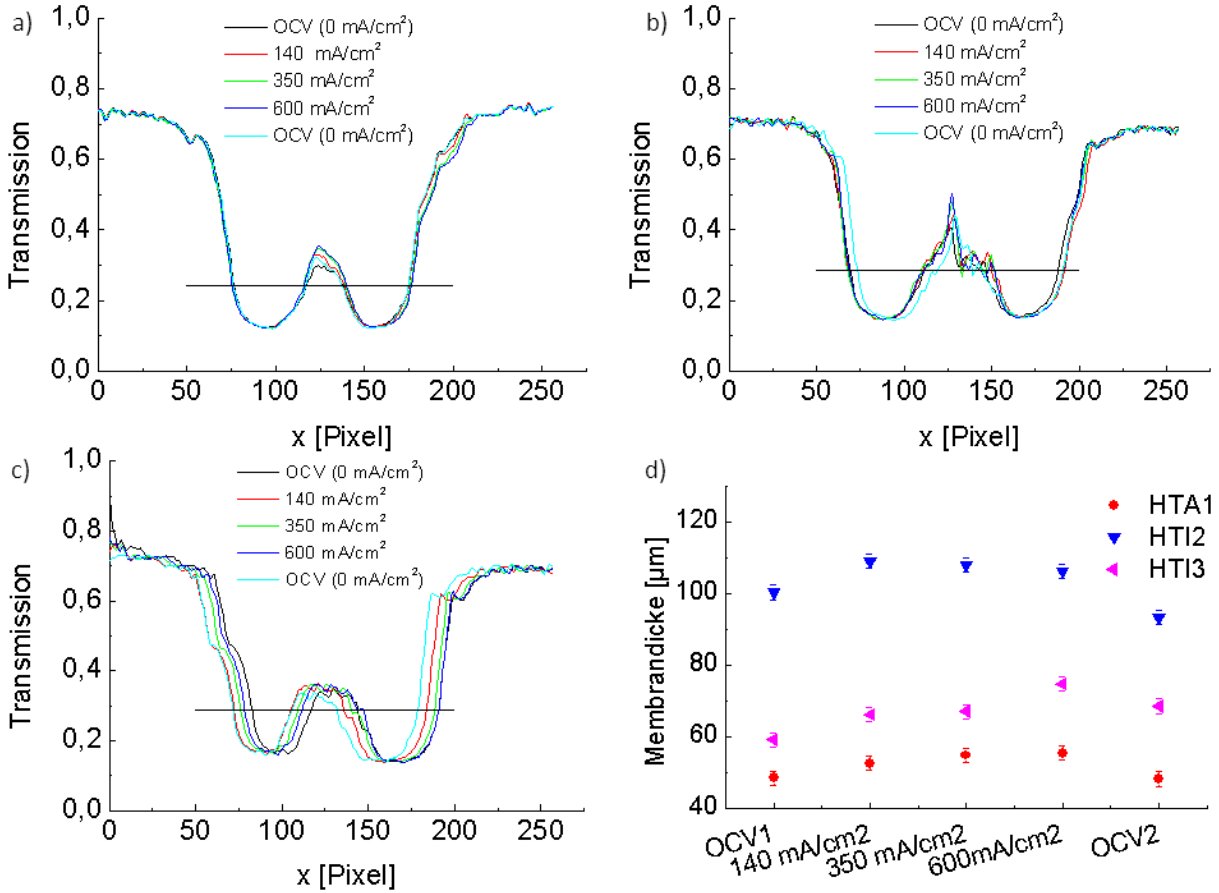 a)
OCV (0 mA/cm²)
140 mA/cm²
350 mA/cm²
600 mA/cm²
OCV (0 mA/cm²)
Transmission
1,0
0,8
0,6
0,4
0,2
0,0
0 50 100 150 200 250
x [Pixel]
b)
OCV (0 mA/cm²)
140 mA/cm²
350 mA/cm²
600 mA/cm²
OCV (0 mA/cm²)
Transmission
1,0
0,8
0,6
0,4
0,2
0,0
0 50 100 150 200 250
x [Pixel]
c)
OCV (0 mA/cm²)
140 mA/cm²
350 mA/cm²
600 mA/cm²
OCV (0 mA/cm²)
Transmission
1,0
0,8
0,6
0,4
0,2
0,0
0 50 100 150 200 250
x [Pixel]
d)
HTA1
HTI2
HTI3
Membrandicke [µm]
120
100
80
60
40
OCV1
140 mA/cm2
350 mA/cm2
600mA/cm2
OCV2